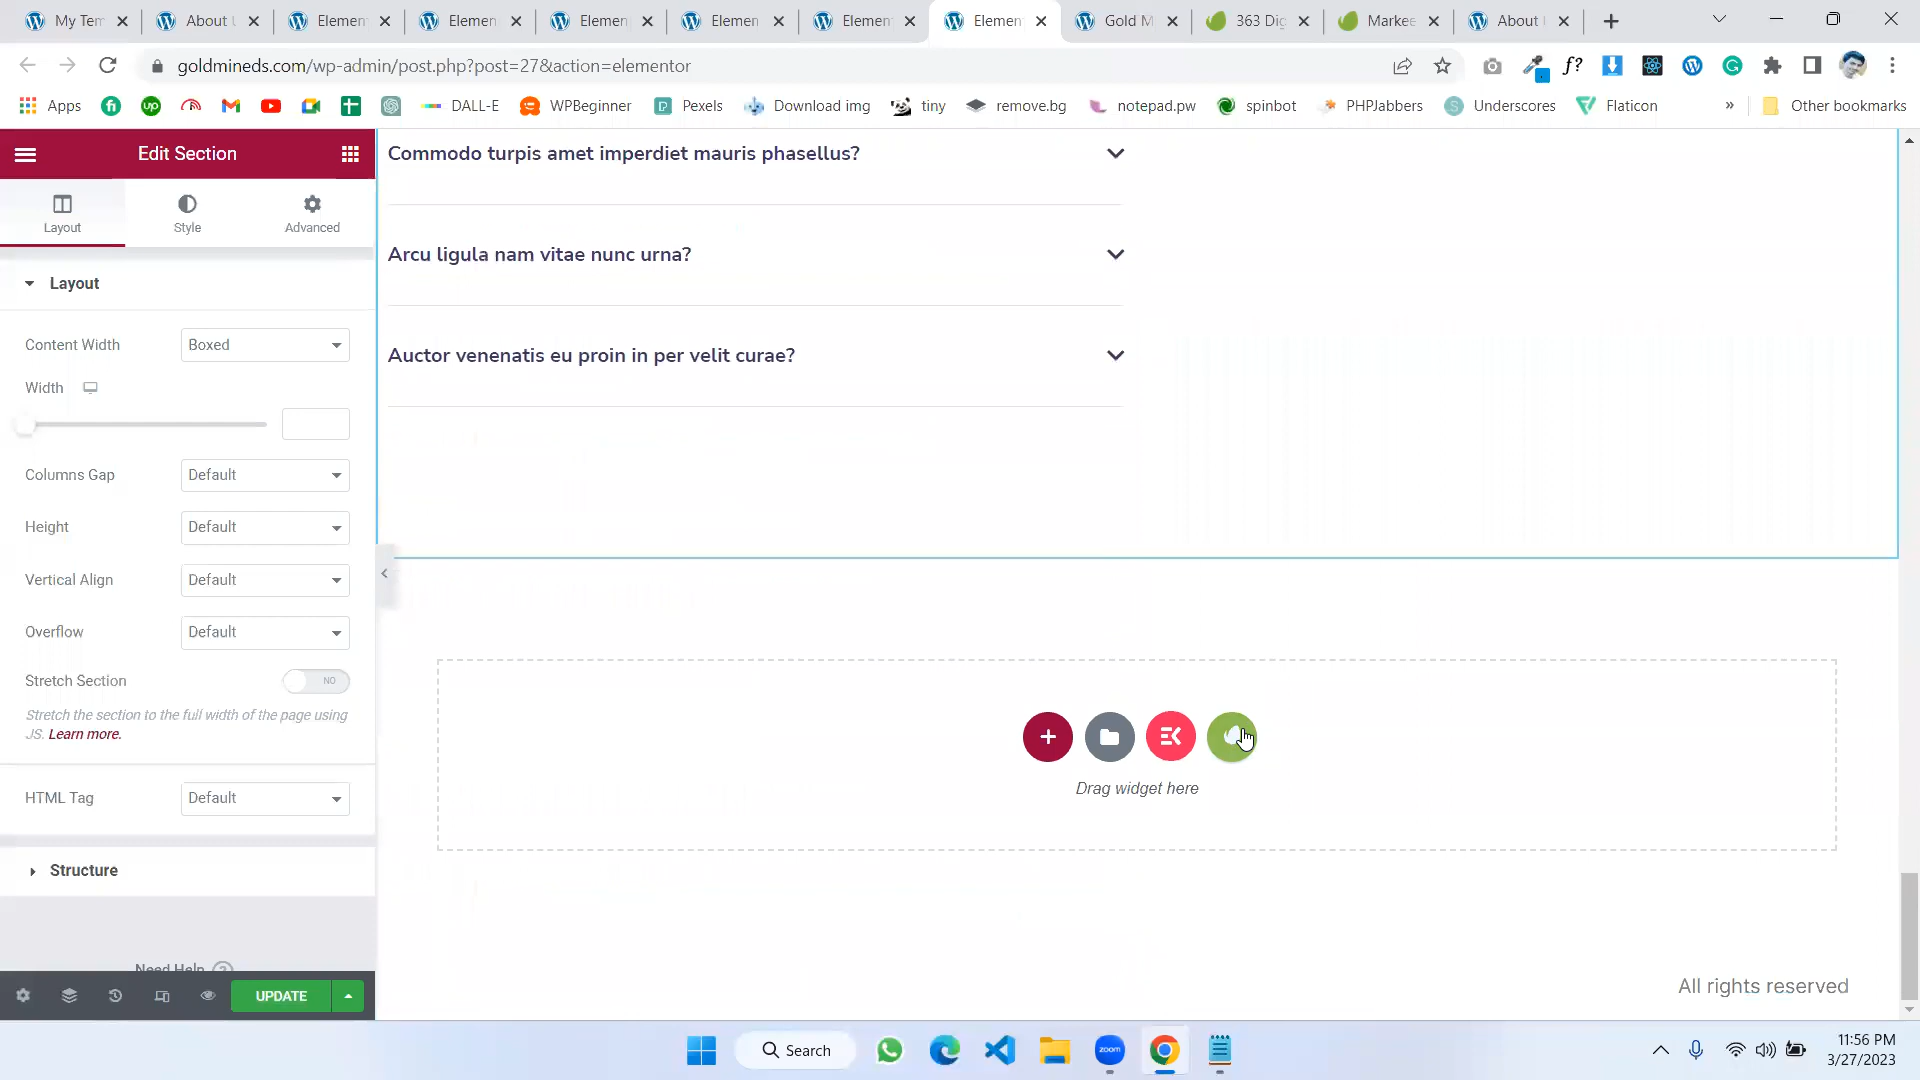 My Tem
About U
Elemen
Elemen
Elemen
Elemen
Elemen
Elemen
Gold M
363 Dig
Markee
About U
goldmineds.com/wp-admin/post.php?post=27&action=elementor
f?
Apps
up
DALL-E
WPBeginner
Pexels
Download img
tiny
remove.bg
notepad.pw
spinbot
PHPJabbers
Underscores
Flaticon
»
Other bookmarks
Edit Section
Layout
Style
Advanced
Layout
Content Width
Boxed
Width
Columns Gap
Default
Height
Default
Vertical Align
Default
Overflow
Default
Stretch Section
NO
Stretch the section to the full width of the page using
JS. Learn more.
HTML Tag
Default
Structure
Need Help
UPDATE
Commodo turpis amet imperdiet mauris phasellus?
Arcu ligula nam vitae nunc urna?
Auctor venenatis eu proin in per velit curae?
Drag widget here
All rights reserved
Search
zoom
11:56 PM
3/27/2023